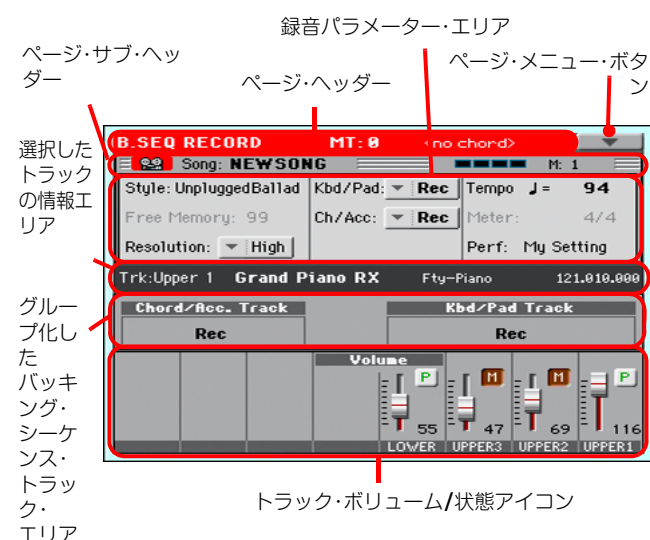 録音パラメーター・エリア
ページ・サブ・ヘッ
ダー
ページ・メニュー・ボタ
ン
ページ・ヘッダー
選択した
トラック
の情報エ
リア
B.SEQ RECORD MT: 0 <no chord>
Song: NEWSONG M: 1
Style: UnpluggedBallad Kbd/Pad: Rec Tempo ♩= 94
Free Memory: 99 Ch/Acc: Rec Meter: 4/4
Resolution: High Perf: My Setting
Trk:Upper 1 Grand Piano RX Fty-Piano 121.010.000
Chord/Acc. Track Kbd/Pad Track
Rec Rec
グルー
プ化し
た
バッキ
ング・
シーケ
ンス・
トラッ
ク・
エリア
Volume
P M M P
55 47 69 116
LOWER UPPER3 UPPER2 UPPER1
トラック・ボリューム/状態アイコン